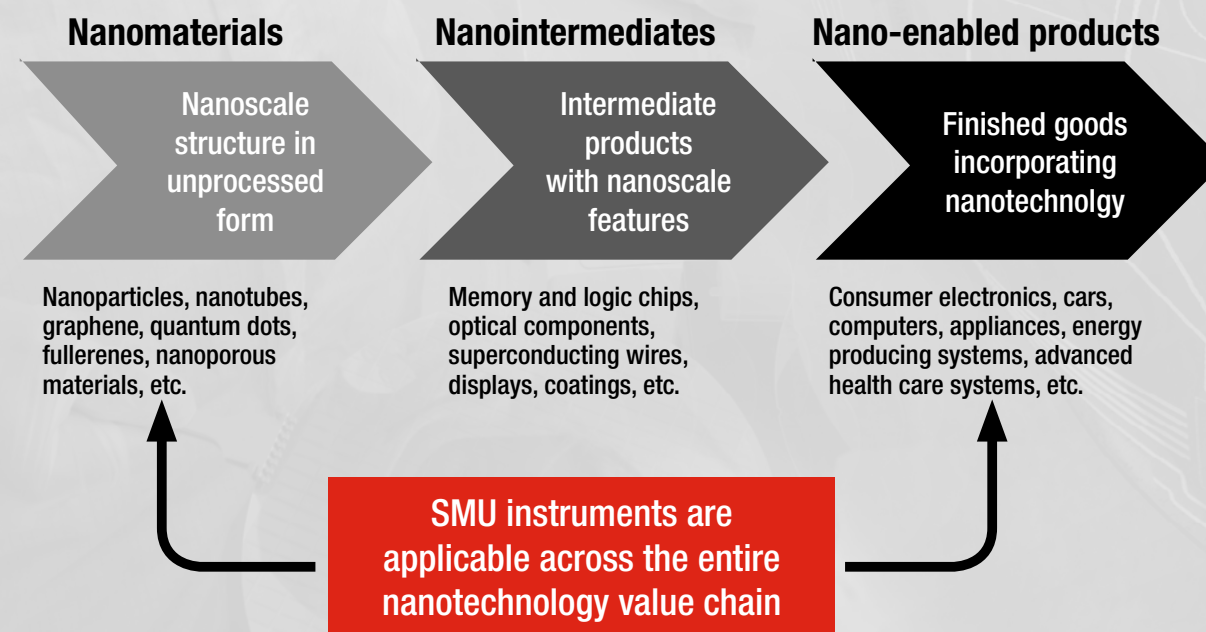 Nanomaterials
Nanoscale
structure in
unprocessed
form
Nanoparticles, nanotubes,
graphene, quantum dots,
fullerenes, nanoporous
materials, etc.
Nanointermediates
Intermediate
products
with nanoscale
features
Memory and logic chips,
optical components,
superconducting wires,
displays, coatings, etc.
Nano-enabled products
Finished goods
incorporating
nanotechnolgy
Consumer electronics, cars,
computers, appliances, energy
producing systems, advanced
health care systems, etc.
SMU instruments are
applicable across the entire
nanotechnology value chain